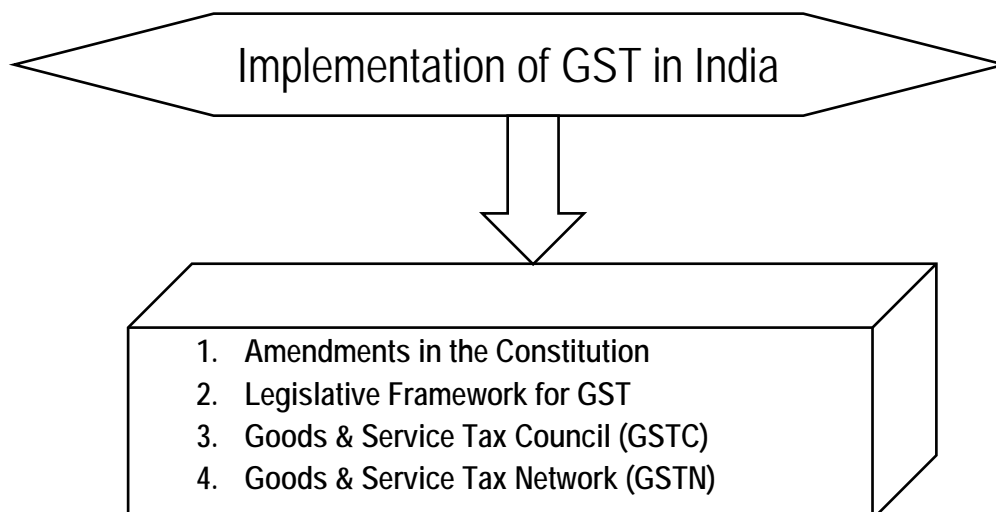 Implementation of GST in India
1. Amendments in the Constitution
2. Legislative Framework for GST
3. Goods & Service Tax Council (GSTC)
4. Goods & Service Tax Network (GSTN)